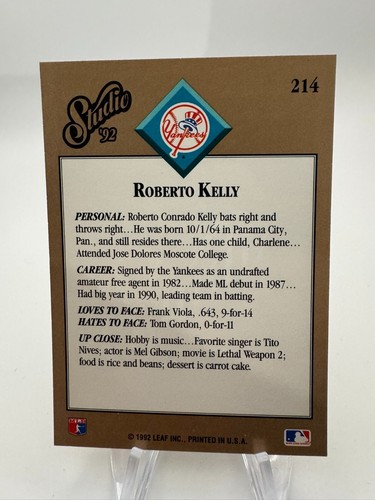 Studio
'92
214
Yankees
ROBERTO KELLY
PERSONAL: Roberto Conrado Kelly bats right and
throws right...He was born 10/1/64 in Panama City,
Pan., and still resides there...Has one child, Charlene...
Attended Jose Dolores Moscote College.
CAREER: Signed by the Yankees as an undrafted
amateur free agent in 1982...Made ML debut in 1987...
Had big year in 1990, leading team in batting.
LOVES TO FACE: Frank Viola, .643, 9-for-14
HATES TO FACE: Tom Gordon, 0-for-11
UP CLOSE: Hobby is music...Favorite singer is Tito
Nives; actor is Mel Gibson; movie is Lethal Weapon 2;
food is rice and beans; dessert is carrot cake.
© 1992 LEAF INC., PRINTED IN U.S.A.